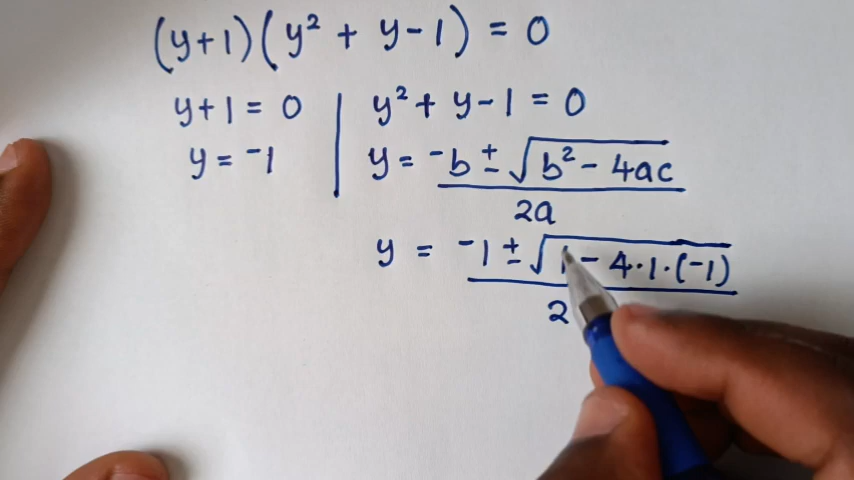 (y+1)(y² + y-1) = 0
y+1 = 0 | y² + y-1 = 0
y = -1 | y = -b ± √(b² - 4ac)
2a
y = -1 ± √(1 - 4·1·(-1))
2